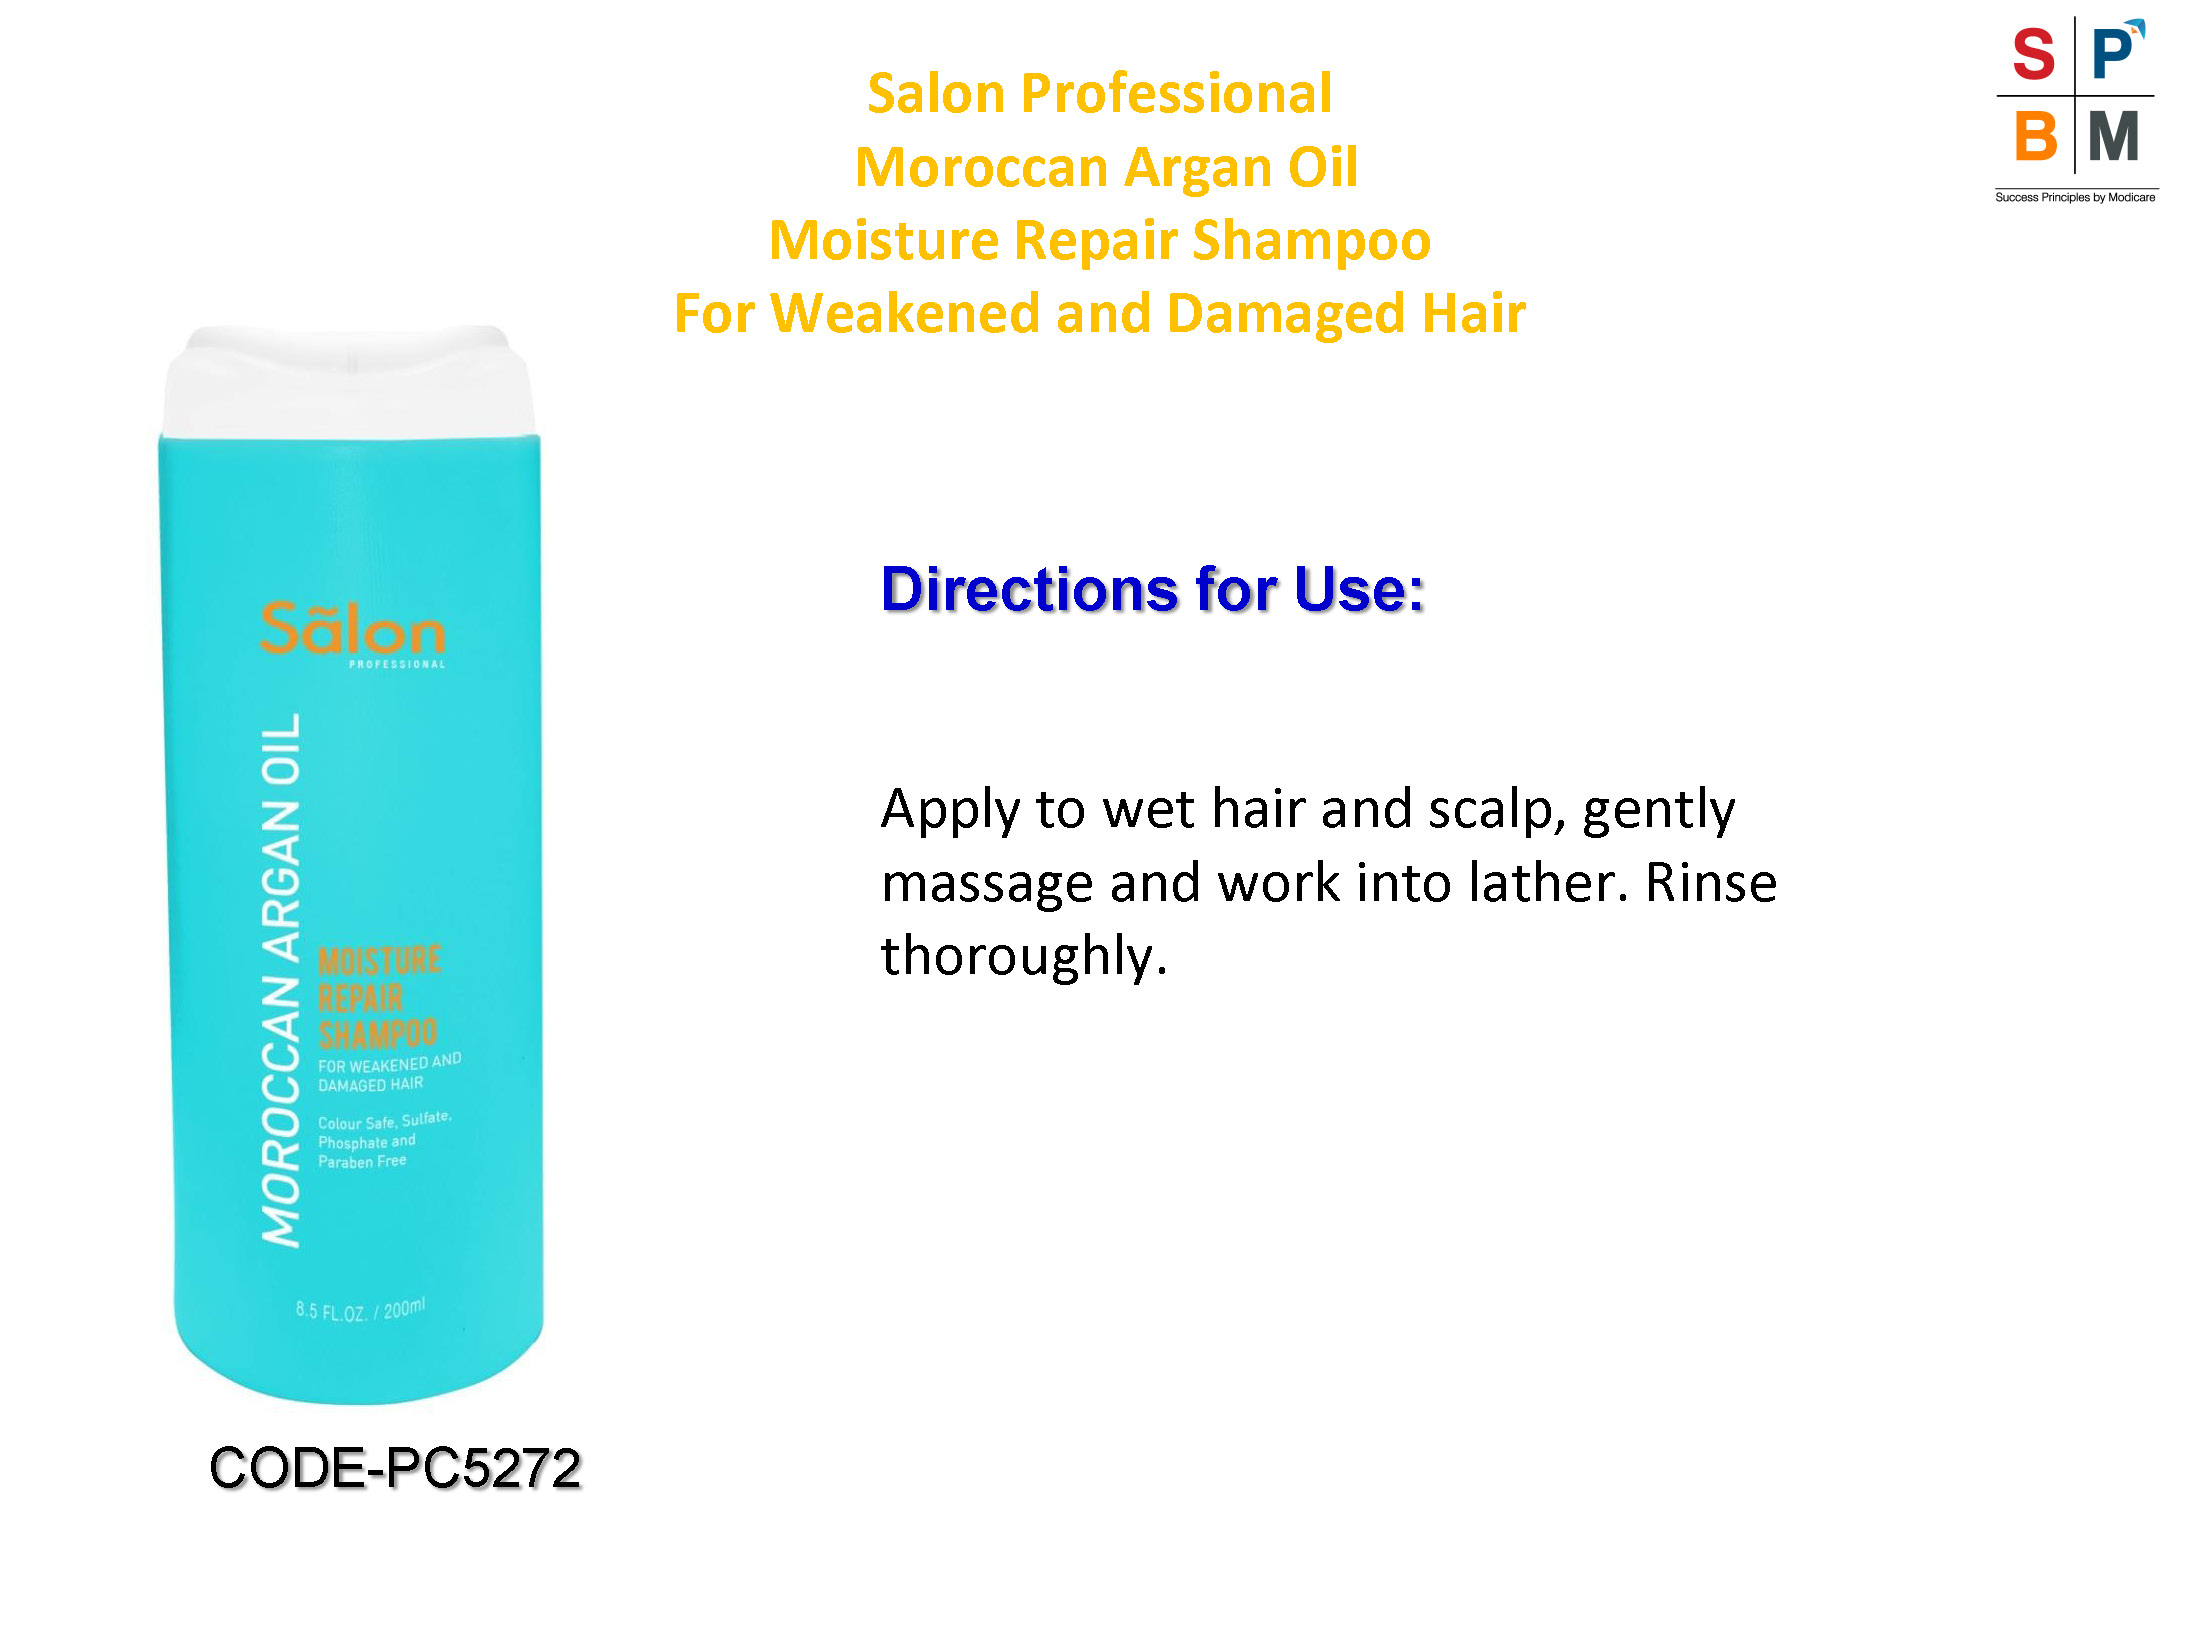 Salon Professional
Moroccan Argan Oil
Moisture Repair Shampoo
For Weakened and Damaged Hair
S P
B M
Success Principles by Modicare
Directions for Use:
Apply to wet hair and scalp, gently
massage and work into lather. Rinse
thoroughly.
Sãlon
PROFESSIONAL
MOROCCAN ARGAN OIL
MOISTURE
REPAIR
SHAMPOO
FOR WEAKENED AND
DAMAGED HAIR
Colour Safe, Sulfate,
Phosphate and
Paraben Free
8.5 FL.OZ. / 200ml
CODE-PC5272